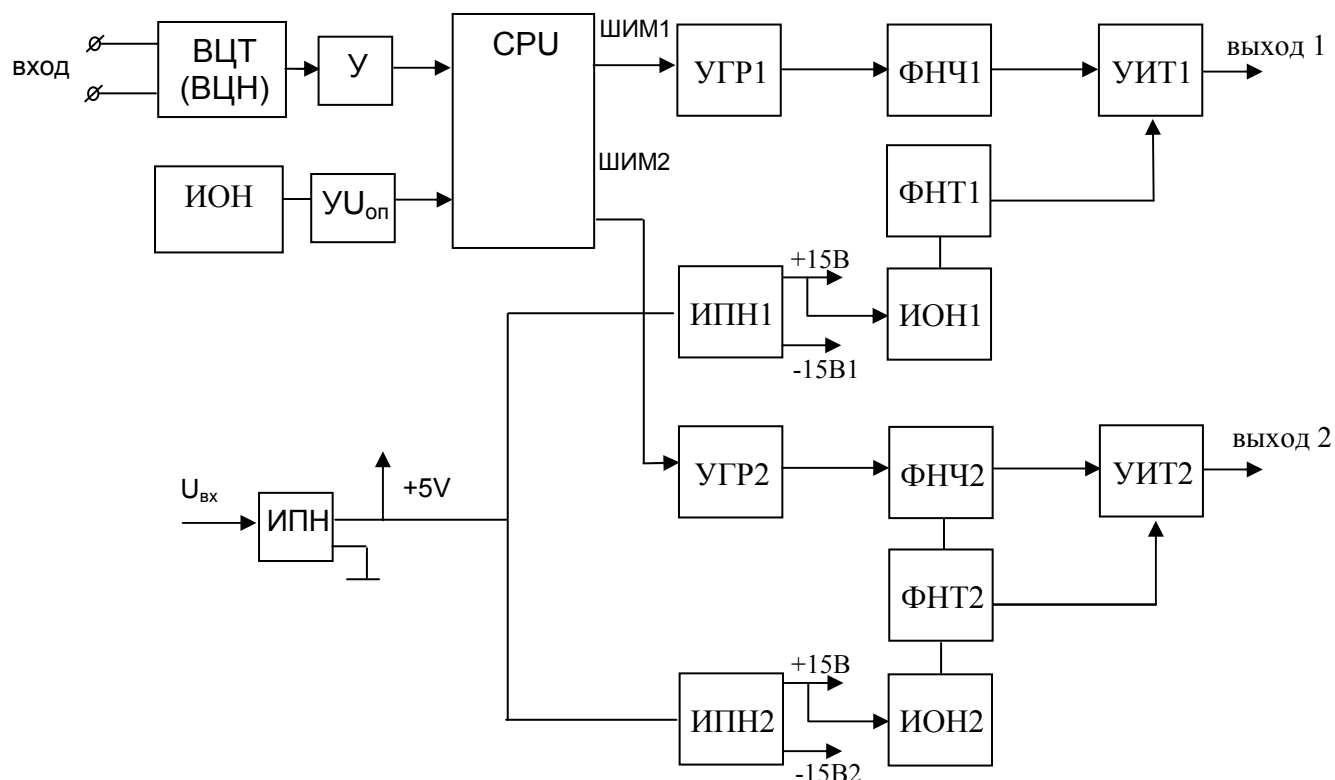 вход
ВЦТ
(ВЦН)
У
CPU
ШИМ1
УГР1
ФНЧ1
УИТ1
выход 1
ИОН
УUоп
ШИМ2
ФНТ1
+15В
ИПН1
ИОН1
-15В1
УГР2
ФНЧ2
УИТ2
выход 2
Uвх
ИПН
+5V
ФНТ2
+15В
ИПН2
ИОН2
-15В2